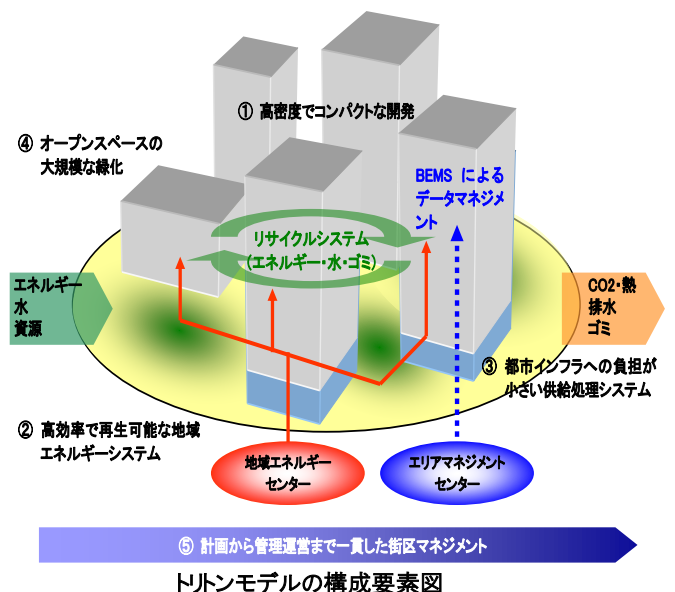 ① 高密度でコンパクトな開発
④ オープンスペースの
大規模な緑化
BEMS による
データマネジメ
ント
リサイクルシステム
(エネルギー・水・ゴミ)
エネルギー
水
資源
CO2・熱
排水
ゴミ
③ 都市インフラへの負担が
小さい供給処理システム
② 高効率で再生可能な地域
エネルギーシステム
地域エネルギー
センター
エリアマネジメント
センター
⑤ 計画から管理運営まで一貫した街区マネジメント
トリトンモデルの構成要素図